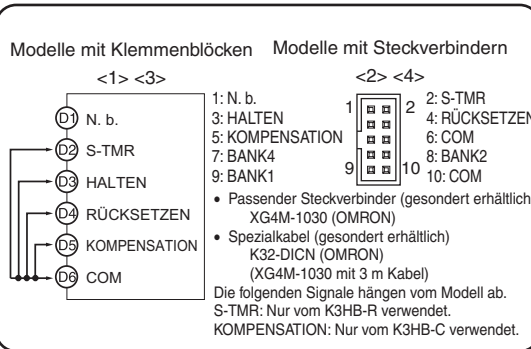 Modelle mit Klemmenblöcken
<1> <3>
D1 N. b.
D2 S-TMR
D3 HALTEN
D4 RÜCKSETZEN
D5 KOMPENSATION
D6 COM
Modelle mit Steckverbindern
<2> <4>
1: N. b.
3: HALTEN
5: KOMPENSATION
7: BANK4
9: BANK1
1 2
9 10
2: S-TMR
4: RÜCKSETZEN
6: COM
8: BANK2
10: COM
• Passender Steckverbinder (gesondert erhältlich
XG4M-1030 (OMRON)
• Spezialkabel (gesondert erhältlich)
K32-DICN (OMRON)
(XG4M-1030 mit 3 m Kabel)
Die folgenden Signale hängen vom Modell ab.
S-TMR: Nur vom K3HB-R verwendet.
KOMPENSATION: Nur vom K3HB-C verwendet.